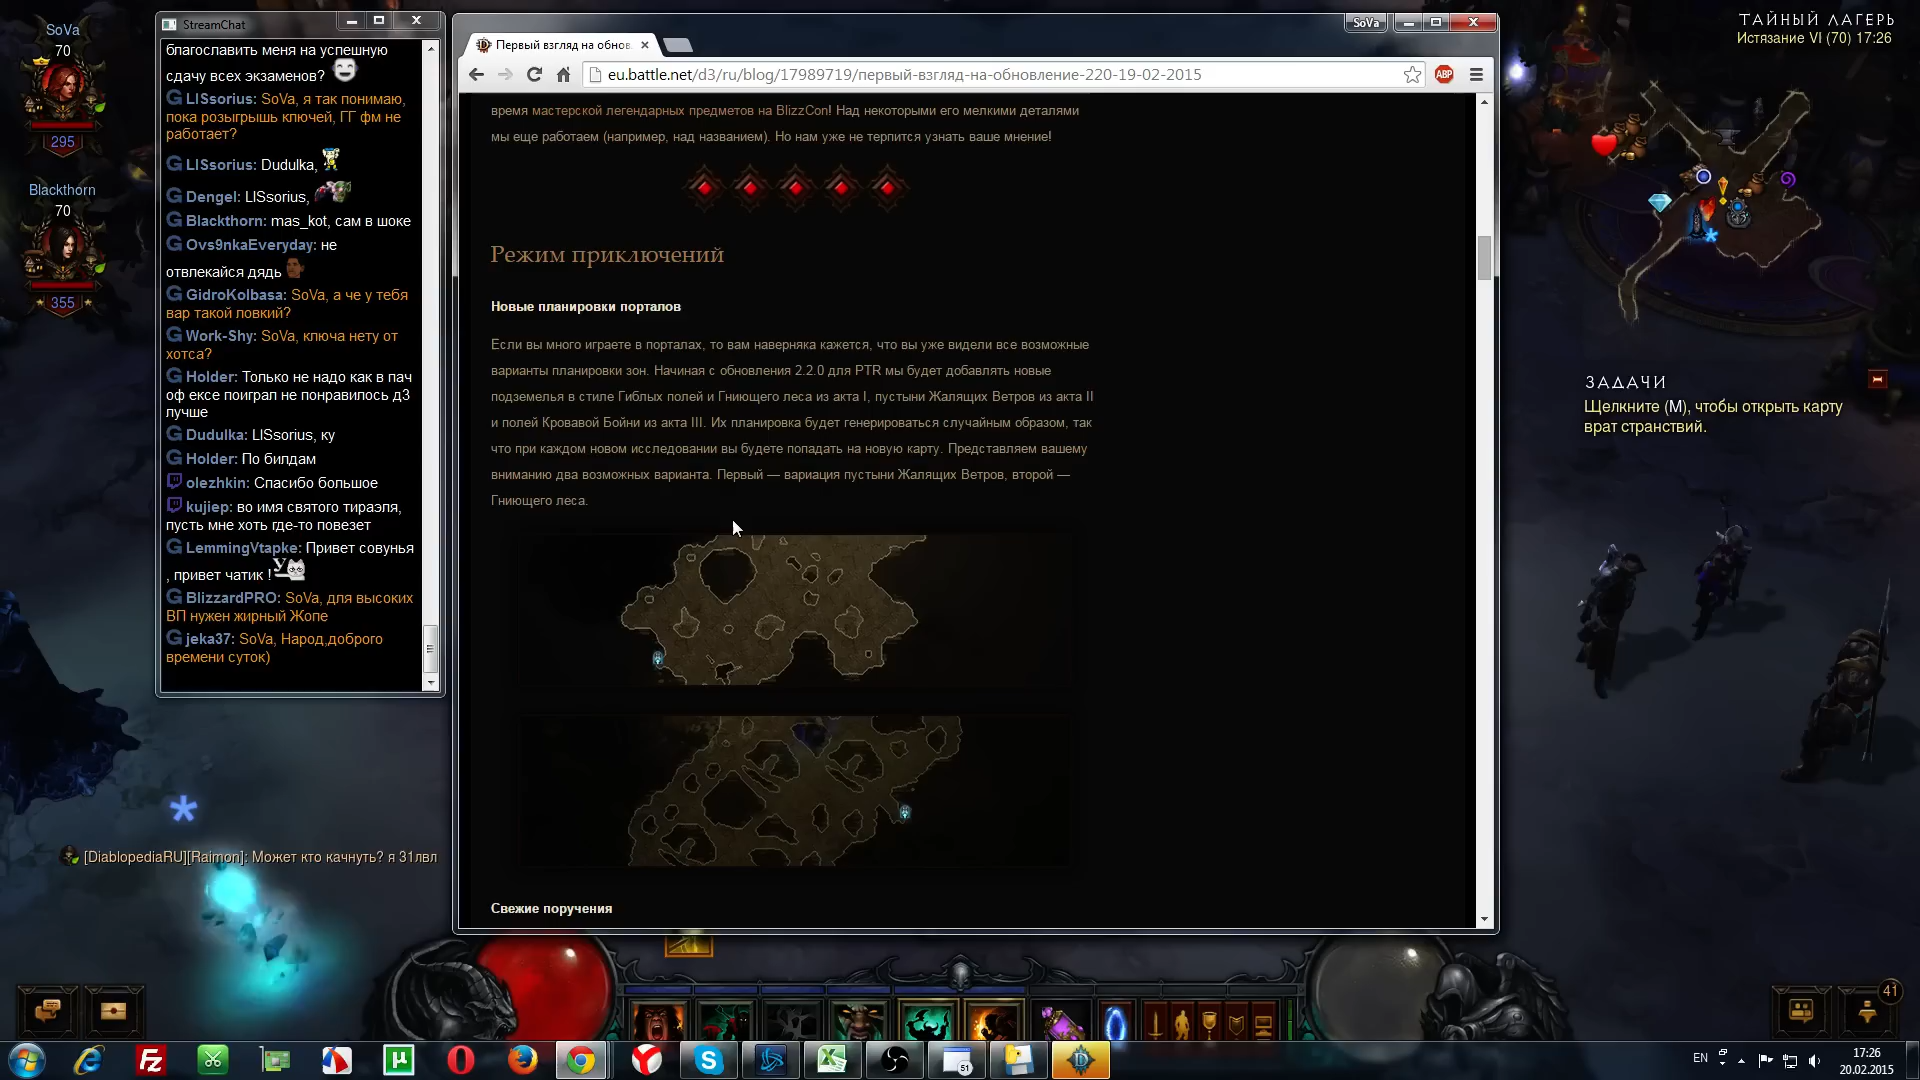 SoVa
70
295
Blackthorn
70
355
StreamChat
благославить меня на успешную
сдачу всех экзаменов?
LISsorius: SoVa, я так понимаю,
пока розыгрышь ключей, ГГ фм не
работает?
LISsorius: Dudulka,
Dengel: LISsorius,
Blackthorn: mas_kot, сам в шоке
Ovs9nkaEveryday: не
отвлекайся дядь
GidroKolbasa: SoVa, а че у тебя
вар такой ловкий?
Work-Shy: SoVa, ключа нету от
хотса?
Holder: Только не надо как в пач
оф ексе поиграл не понравилось д3
лучше
Dudulka: LISsorius, ку
Holder: По билдам
olezhkin: Спасибо большое
kujiep: во имя святого тираэля,
пусть мне хоть где-то повезет
LemmingVtapke: Привет совунья
, привет чатик !
BlizzardPRO: SoVa, для высоких
ВП нужен жирный Жопе
jeka37: SoVa, Народ,доброго
времени суток)
[DiablopediaRU][Raimon]: Может кто качнуть? я 31лвл
SoVa
Первый взгляд на обнов
eu.battle.net/d3/ru/blog/17989719/первый-взгляд-на-обновление-220-19-02-2015
ABP
время мастерской легендарных предметов на BlizzCon! Над некоторыми его мелкими деталями
мы еще работаем (например, над названием). Но нам уже не терпится узнать ваше мнение!
Режим приключений
Новые планировки порталов
Если вы много играете в порталах, то вам наверняка кажется, что вы уже видели все возможные
варианты планировки зон. Начиная с обновления 2.2.0 для PTR мы будет добавлять новые
подземелья в стиле Гиблых полей и Гниющего леса из акта I, пустыни Жалящих Ветров из акта II
и полей Кровавой Бойни из акта III. Их планировка будет генерироваться случайным образом, так
что при каждом новом исследовании вы будете попадать на новую карту. Представляем вашему
вниманию два возможных варианта. Первый — вариация пустыни Жалящих Ветров, второй —
Гниющего леса.
Свежие поручения
ТАЙНЫЙ ЛАГЕРЬ
Истязание VI (70) 17:26
ЗАДАЧИ
Щелкните (M), чтобы открыть карту
врат странствий.
41
51
EN
17:26
20.02.2015